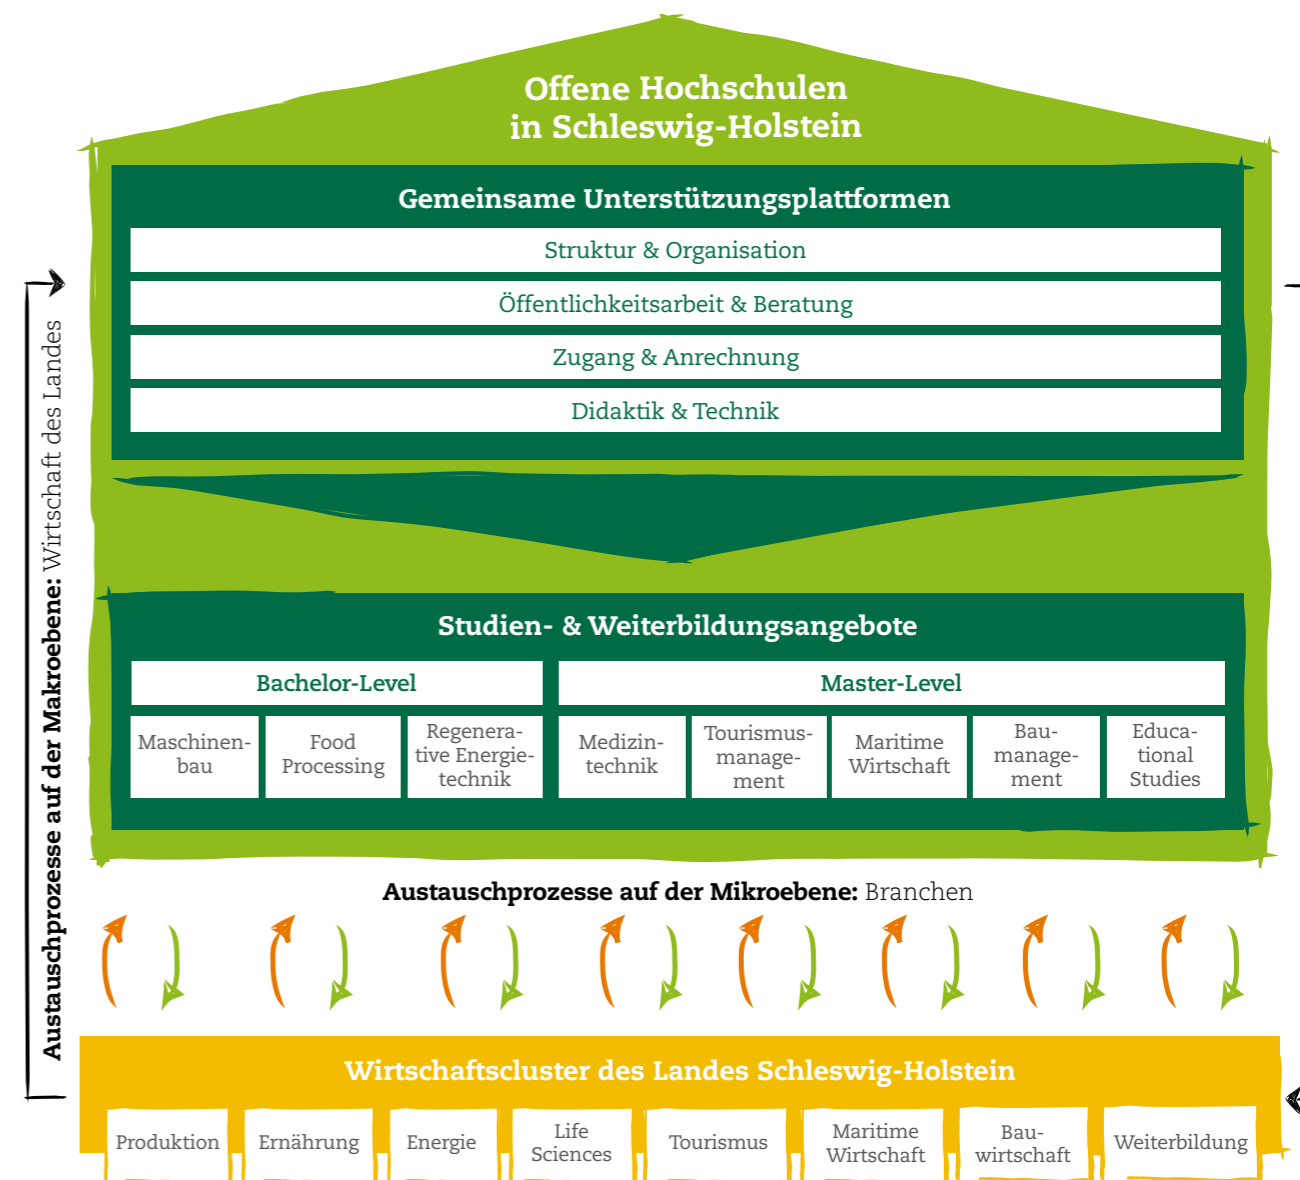 Offene Hochschulen
in Schleswig-Holstein
Gemeinsame Unterstützungsplattformen
Struktur & Organisation
Öffentlichkeitsarbeit & Beratung
Zugang & Anrechnung
Didaktik & Technik
Studien- & Weiterbildungsangebote
Bachelor-Level
Master-Level
Maschinen-
bau
Food
Processing
Regenera-
tive Energie-
technik
Medizin-
technik
Tourismus-
manage-
ment
Maritime
Wirtschaft
Bau-
manage-
ment
Educa-
tional
Studies
Austauschprozesse auf der Makroebene: Wirtschaft des Landes
Austauschprozesse auf der Mikroebene: Branchen
Wirtschaftscluster des Landes Schleswig-Holstein
Produktion
Ernährung
Energie
Life
Sciences
Tourismus
Maritime
Wirtschaft
Bau-
wirtschaft
Weiterbildung